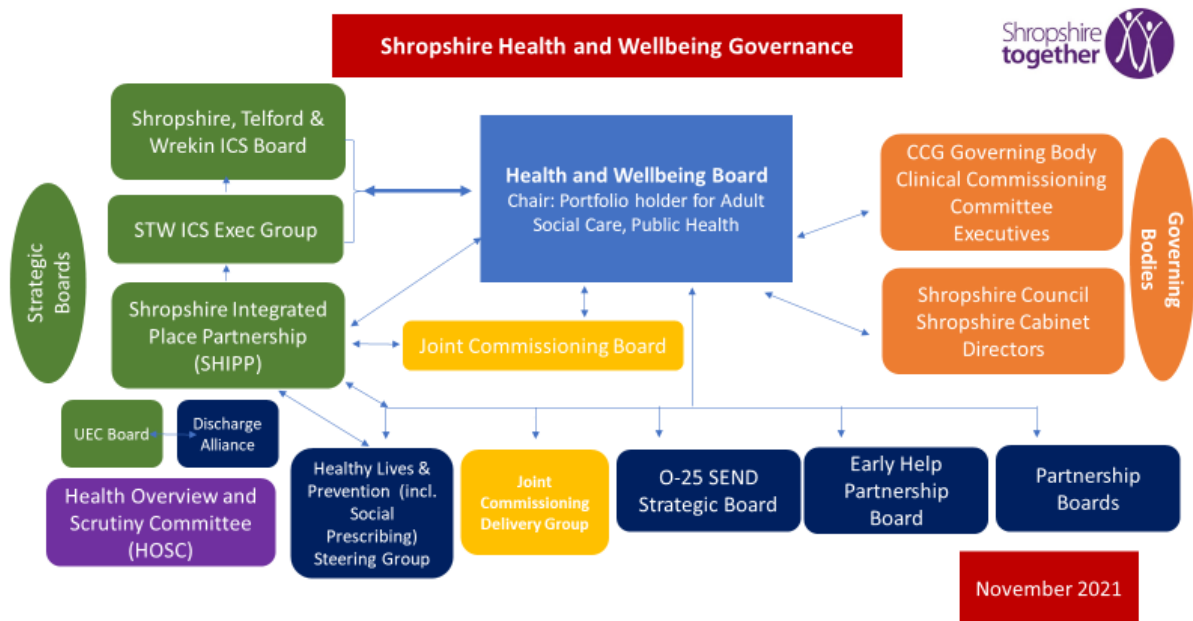 Shropshire Health and Wellbeing Governance
Shropshire
together
Shropshire, Telford &
Wrekin ICS Board
STW ICS Exec Group
Shropshire Integrated
Place Partnership
(SHIPP)
Strategic
Boards
Health and Wellbeing Board
Chair: Portfolio holder for Adult
Social Care, Public Health
Joint Commissioning Board
CCG Governing Body
Clinical Commissioning
Committee
Executives
Shropshire Council
Shropshire Cabinet
Directors
Governing
Bodies
UEC Board
Discharge
Alliance
Health Overview and
Scrutiny Committee
(HOSC)
Healthy Lives &
Prevention (incl.
Social
Prescribing)
Steering Group
Joint
Commissioning
Delivery Group
O-25 SEND
Strategic Board
Early Help
Partnership
Board
Partnership
Boards
November 2021